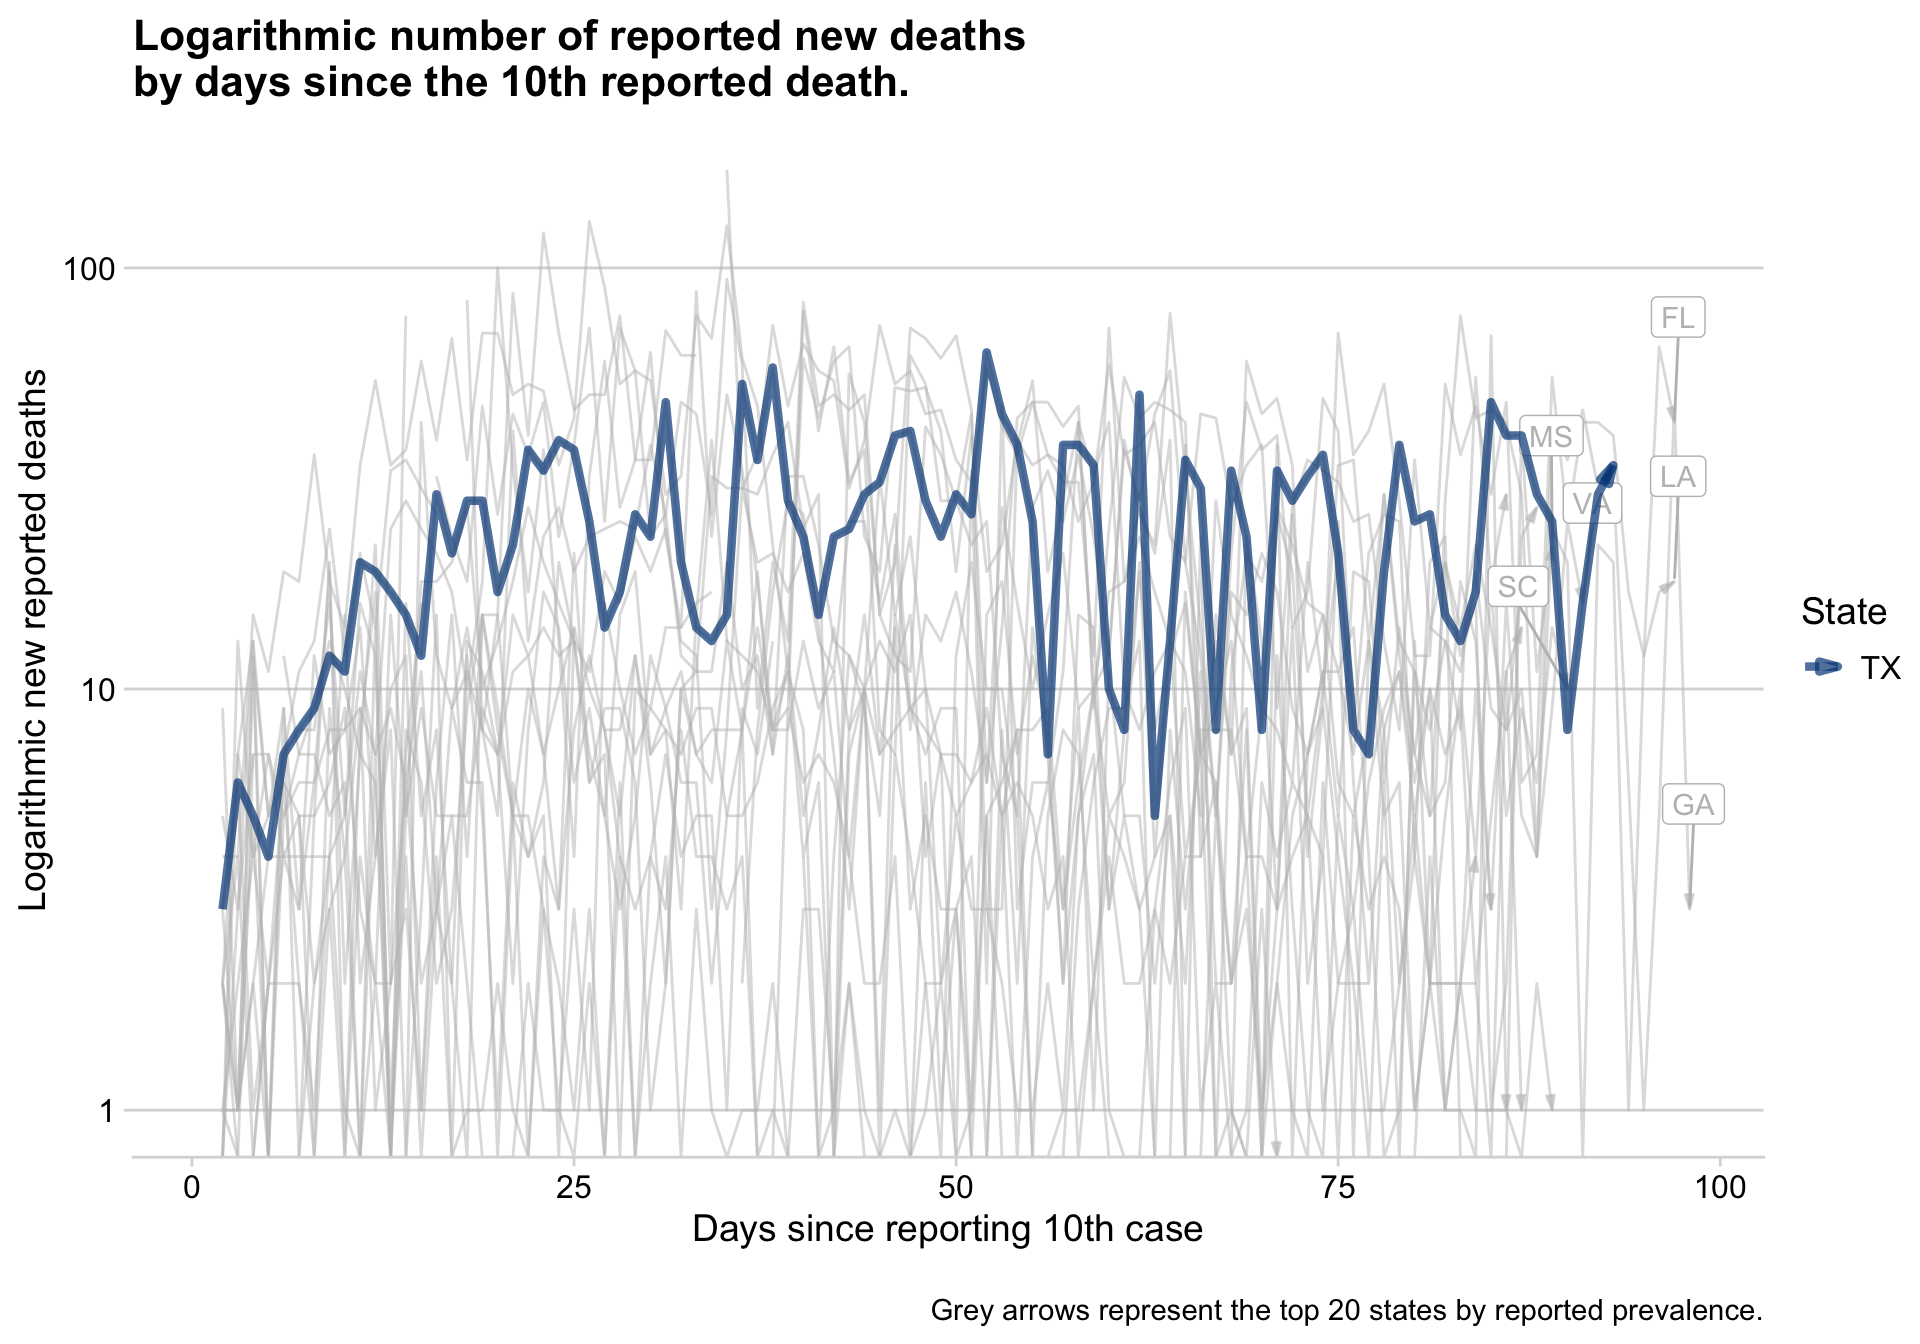 Logarithmic number of reported new deaths
by days since the 10th reported death.
Logarithmic new reported deaths
100
10
1
FL
MS
LA
VA
SC
GA
State
TX
0 25 50 75 100
Days since reporting 10th case
Grey arrows represent the top 20 states by reported prevalence.